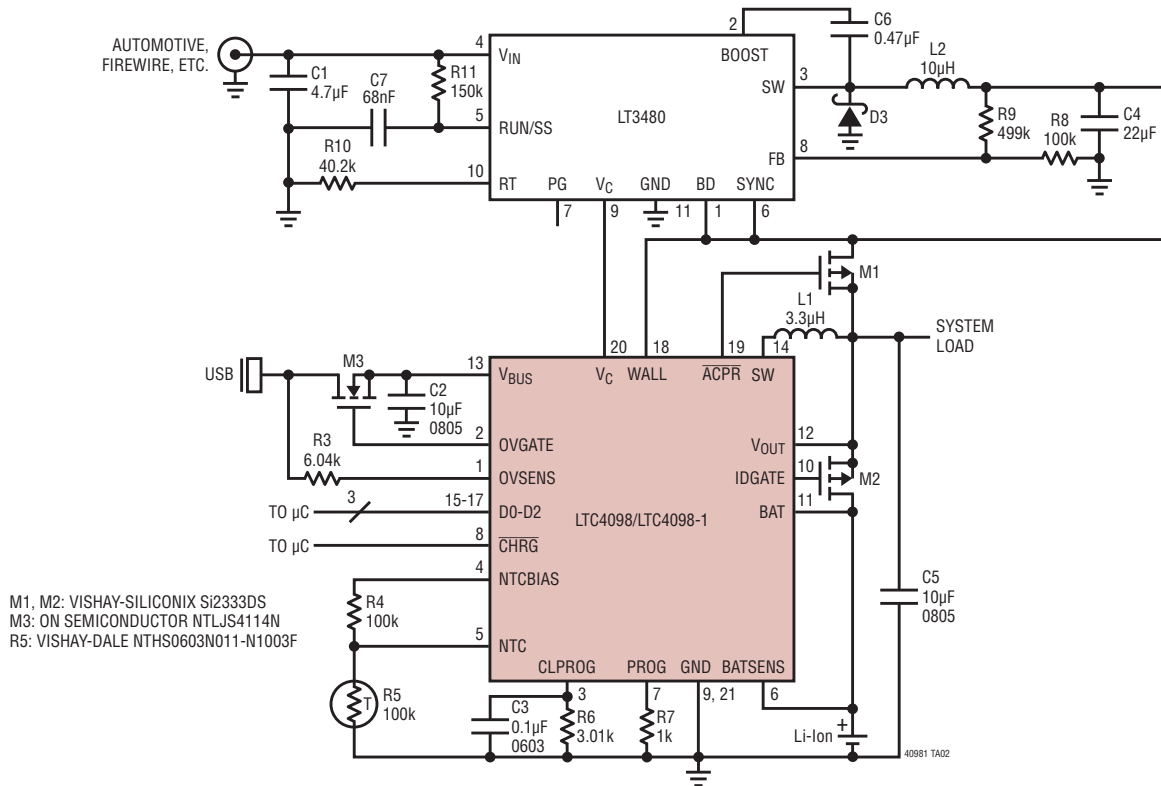 AUTOMOTIVE,
FIREWIRE, ETC.
C1
4.7µF
C7
68nF
R11
150k
R10
40.2k
4
VIN
5
RUN/SS
10
RT
PG
7
VC
9
GND
11
BD
1
SYNC
6
LT3480
2
BOOST
3
SW
8
FB
C6
0.47µF
L2
10µH
D3
R9
499k
R8
100k
C4
22µF
M1
L1
3.3µH
SYSTEM
LOAD
USB
M3
C2
10µF
0805
R3
6.04k
TO µC
3
TO µC
13
VBUS
2
OVGATE
1
OVSENS
15-17
D0-D2
8
CHRG
4
NTCBIAS
5
NTC
20
VC
18
WALL
19
ACPR
14
SW
12
VOUT
10
IDGATE
11
BAT
M2
LTC4098/LTC4098-1
CLPROG
3
PROG
7
GND
9, 21
BATSENS
6
R4
100k
T
R5
100k
C3
0.1µF
0603
R6
3.01k
R7
1k
Li-Ion
+
C5
10µF
0805
M1, M2: VISHAY-SILICONIX Si2333DS
M3: ON SEMICONDUCTOR NTLJS4114N
R5: VISHAY-DALE NTHS0603N011-N1003F
40981 TA02